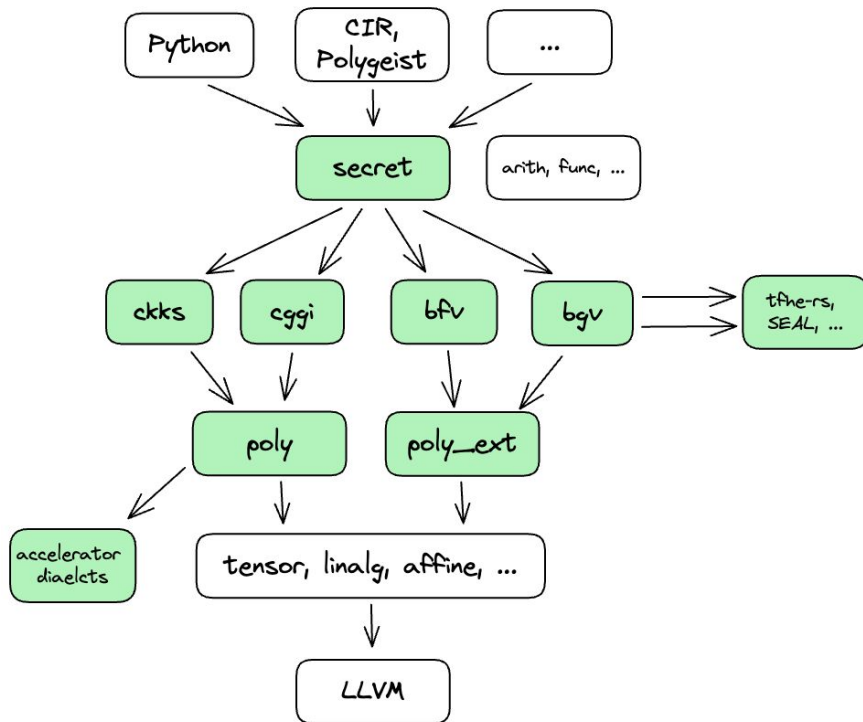 Python
CIR,
Polygeist
...
secret
arith, func, ...
ckks
cggi
bfv
bgv
tfhe-rs,
SEAL, ...
poly
poly_ext
accelerator
diaelcts
tensor, linalg, affine, ...
LLVM